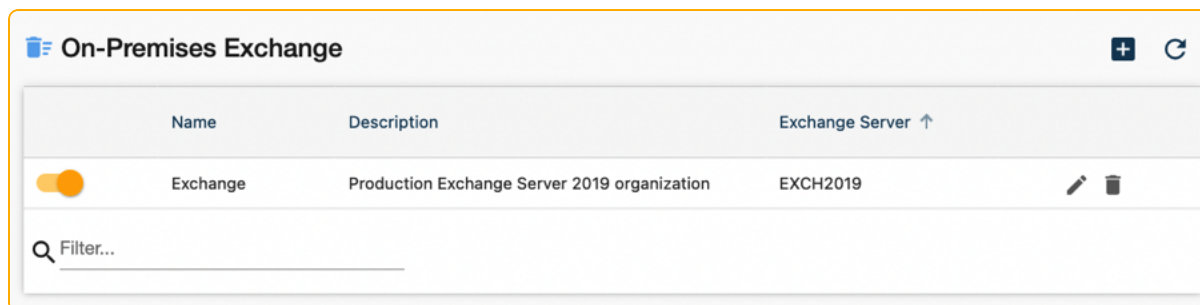 On-Premises Exchange
Name Description Exchange Server
Exchange Production Exchange Server 2019 organization EXCH2019
Filter...